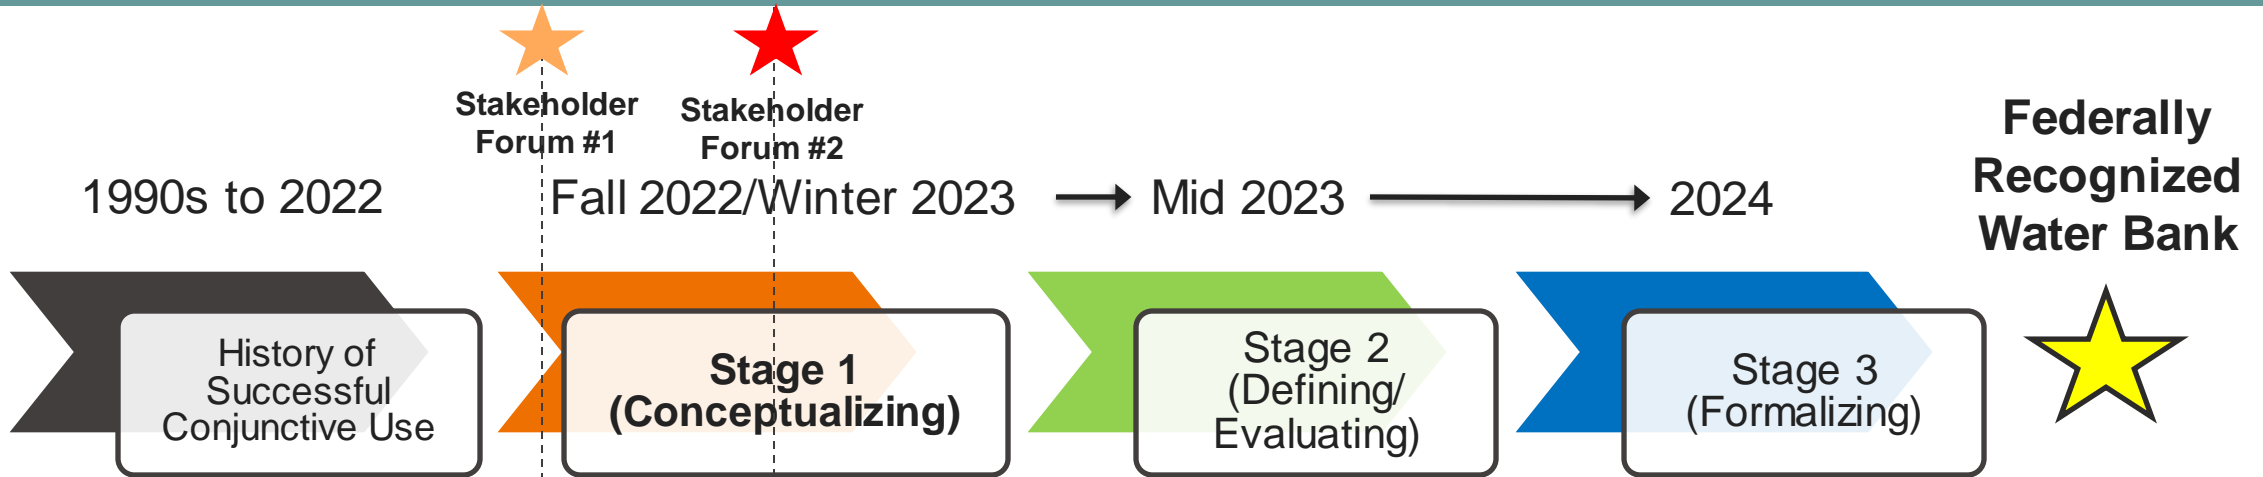 Stakeholder
Forum #1
Stakeholder
Forum #2
Federally
Recognized
Water Bank
1990s to 2022
Fall 2022/Winter 2023
Mid 2023
2024
History of
Successful
Conjunctive Use
Stage 1
(Conceptualizing)
Stage 2
(Defining/
Evaluating)
Stage 3
(Formalizing)